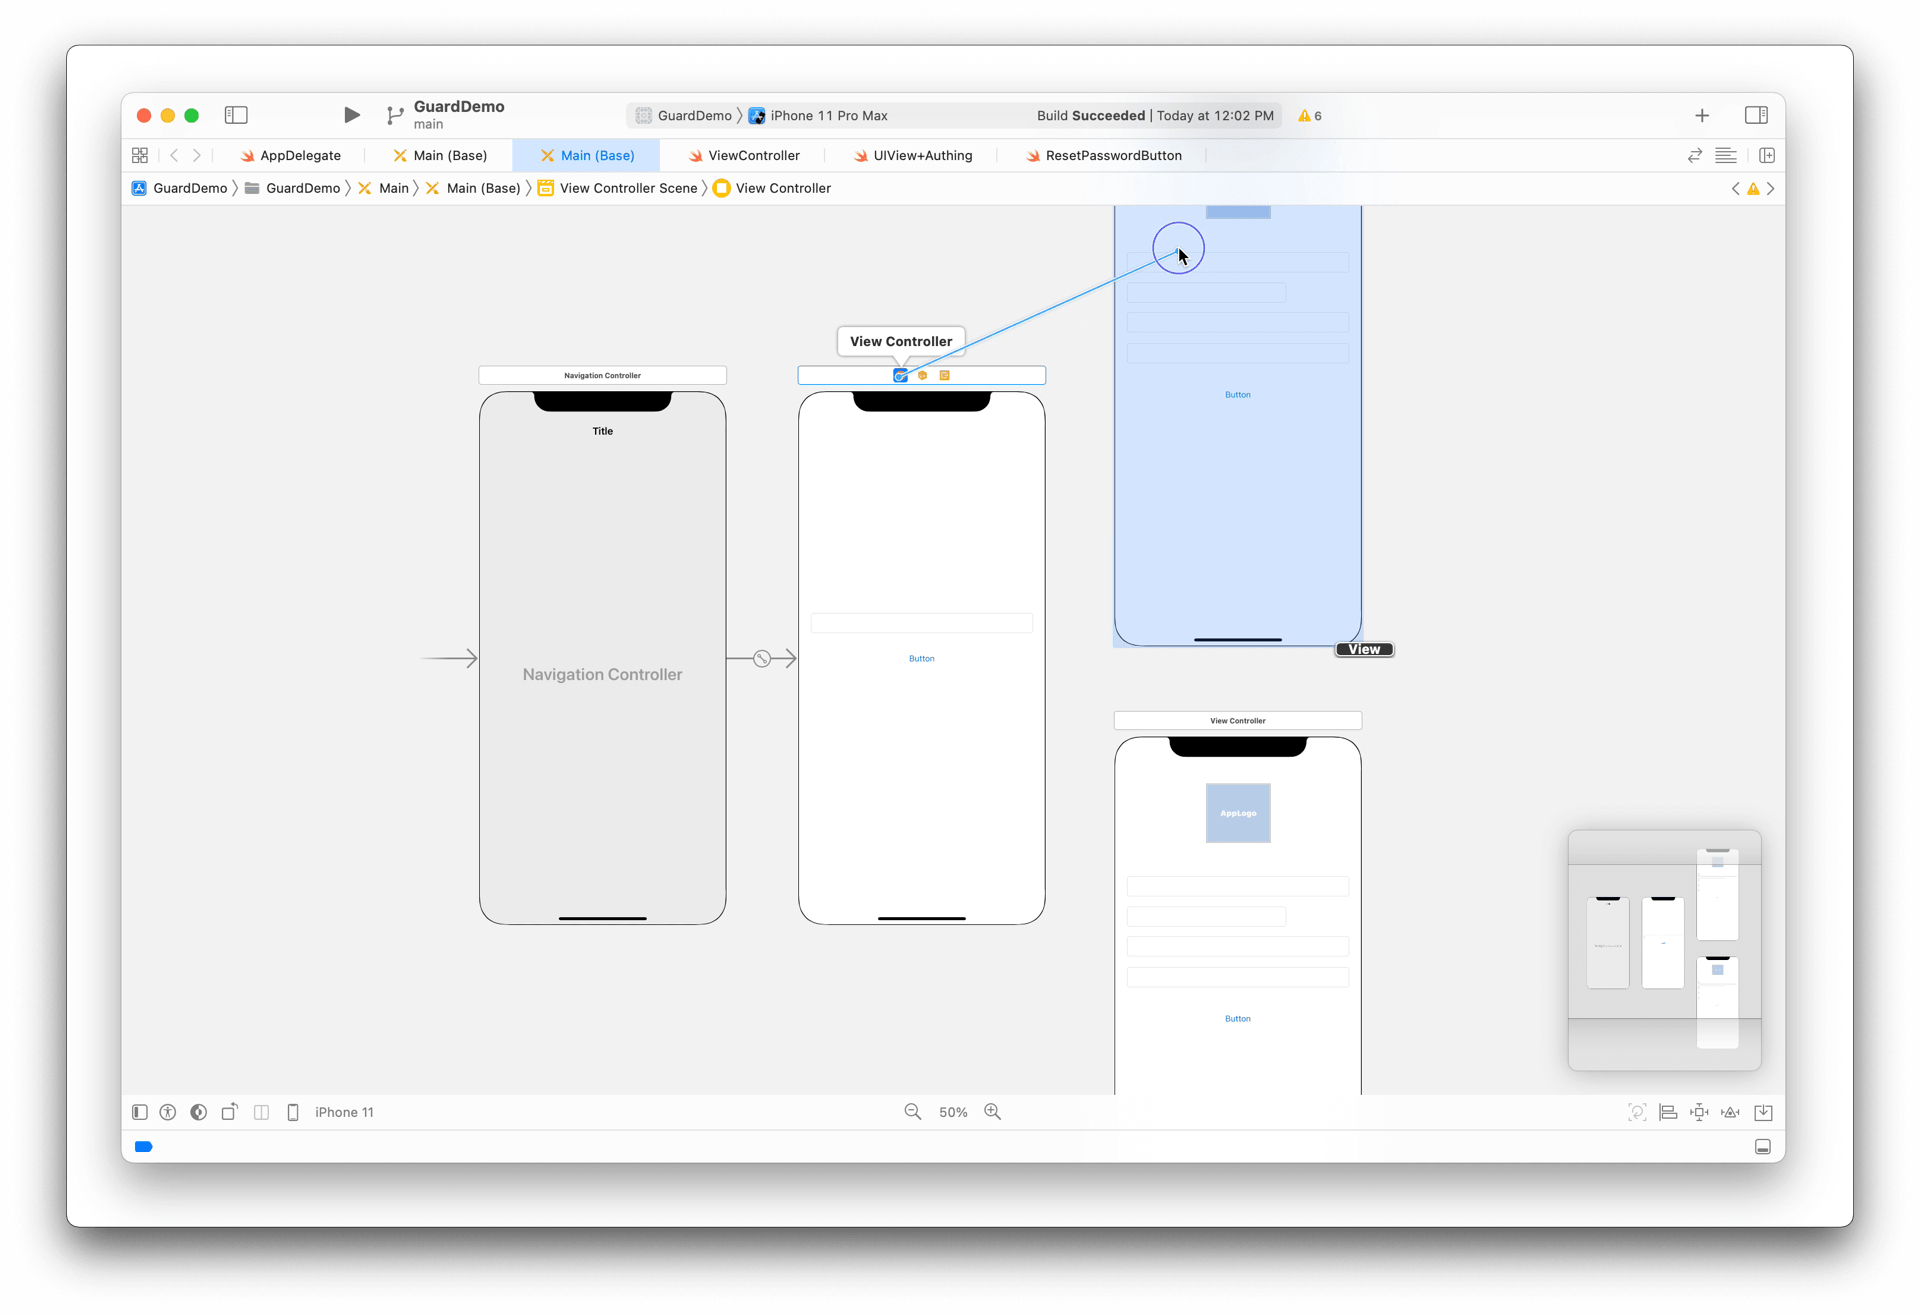 GuardDemo
main
GuardDemo 〉 iPhone 11 Pro Max
Build Succeeded | Today at 12:02 PM
6
AppDelegate
Main (Base)
Main (Base)
ViewController
UIView+Authing
ResetPasswordButton
GuardDemo 〉 GuardDemo 〉 Main 〉 Main (Base) 〉 View Controller Scene 〉 View Controller
View Controller
Navigation Controller
Title
Navigation Controller
Button
Button
View
View Controller
AppLogo
Button
iPhone 11
50%